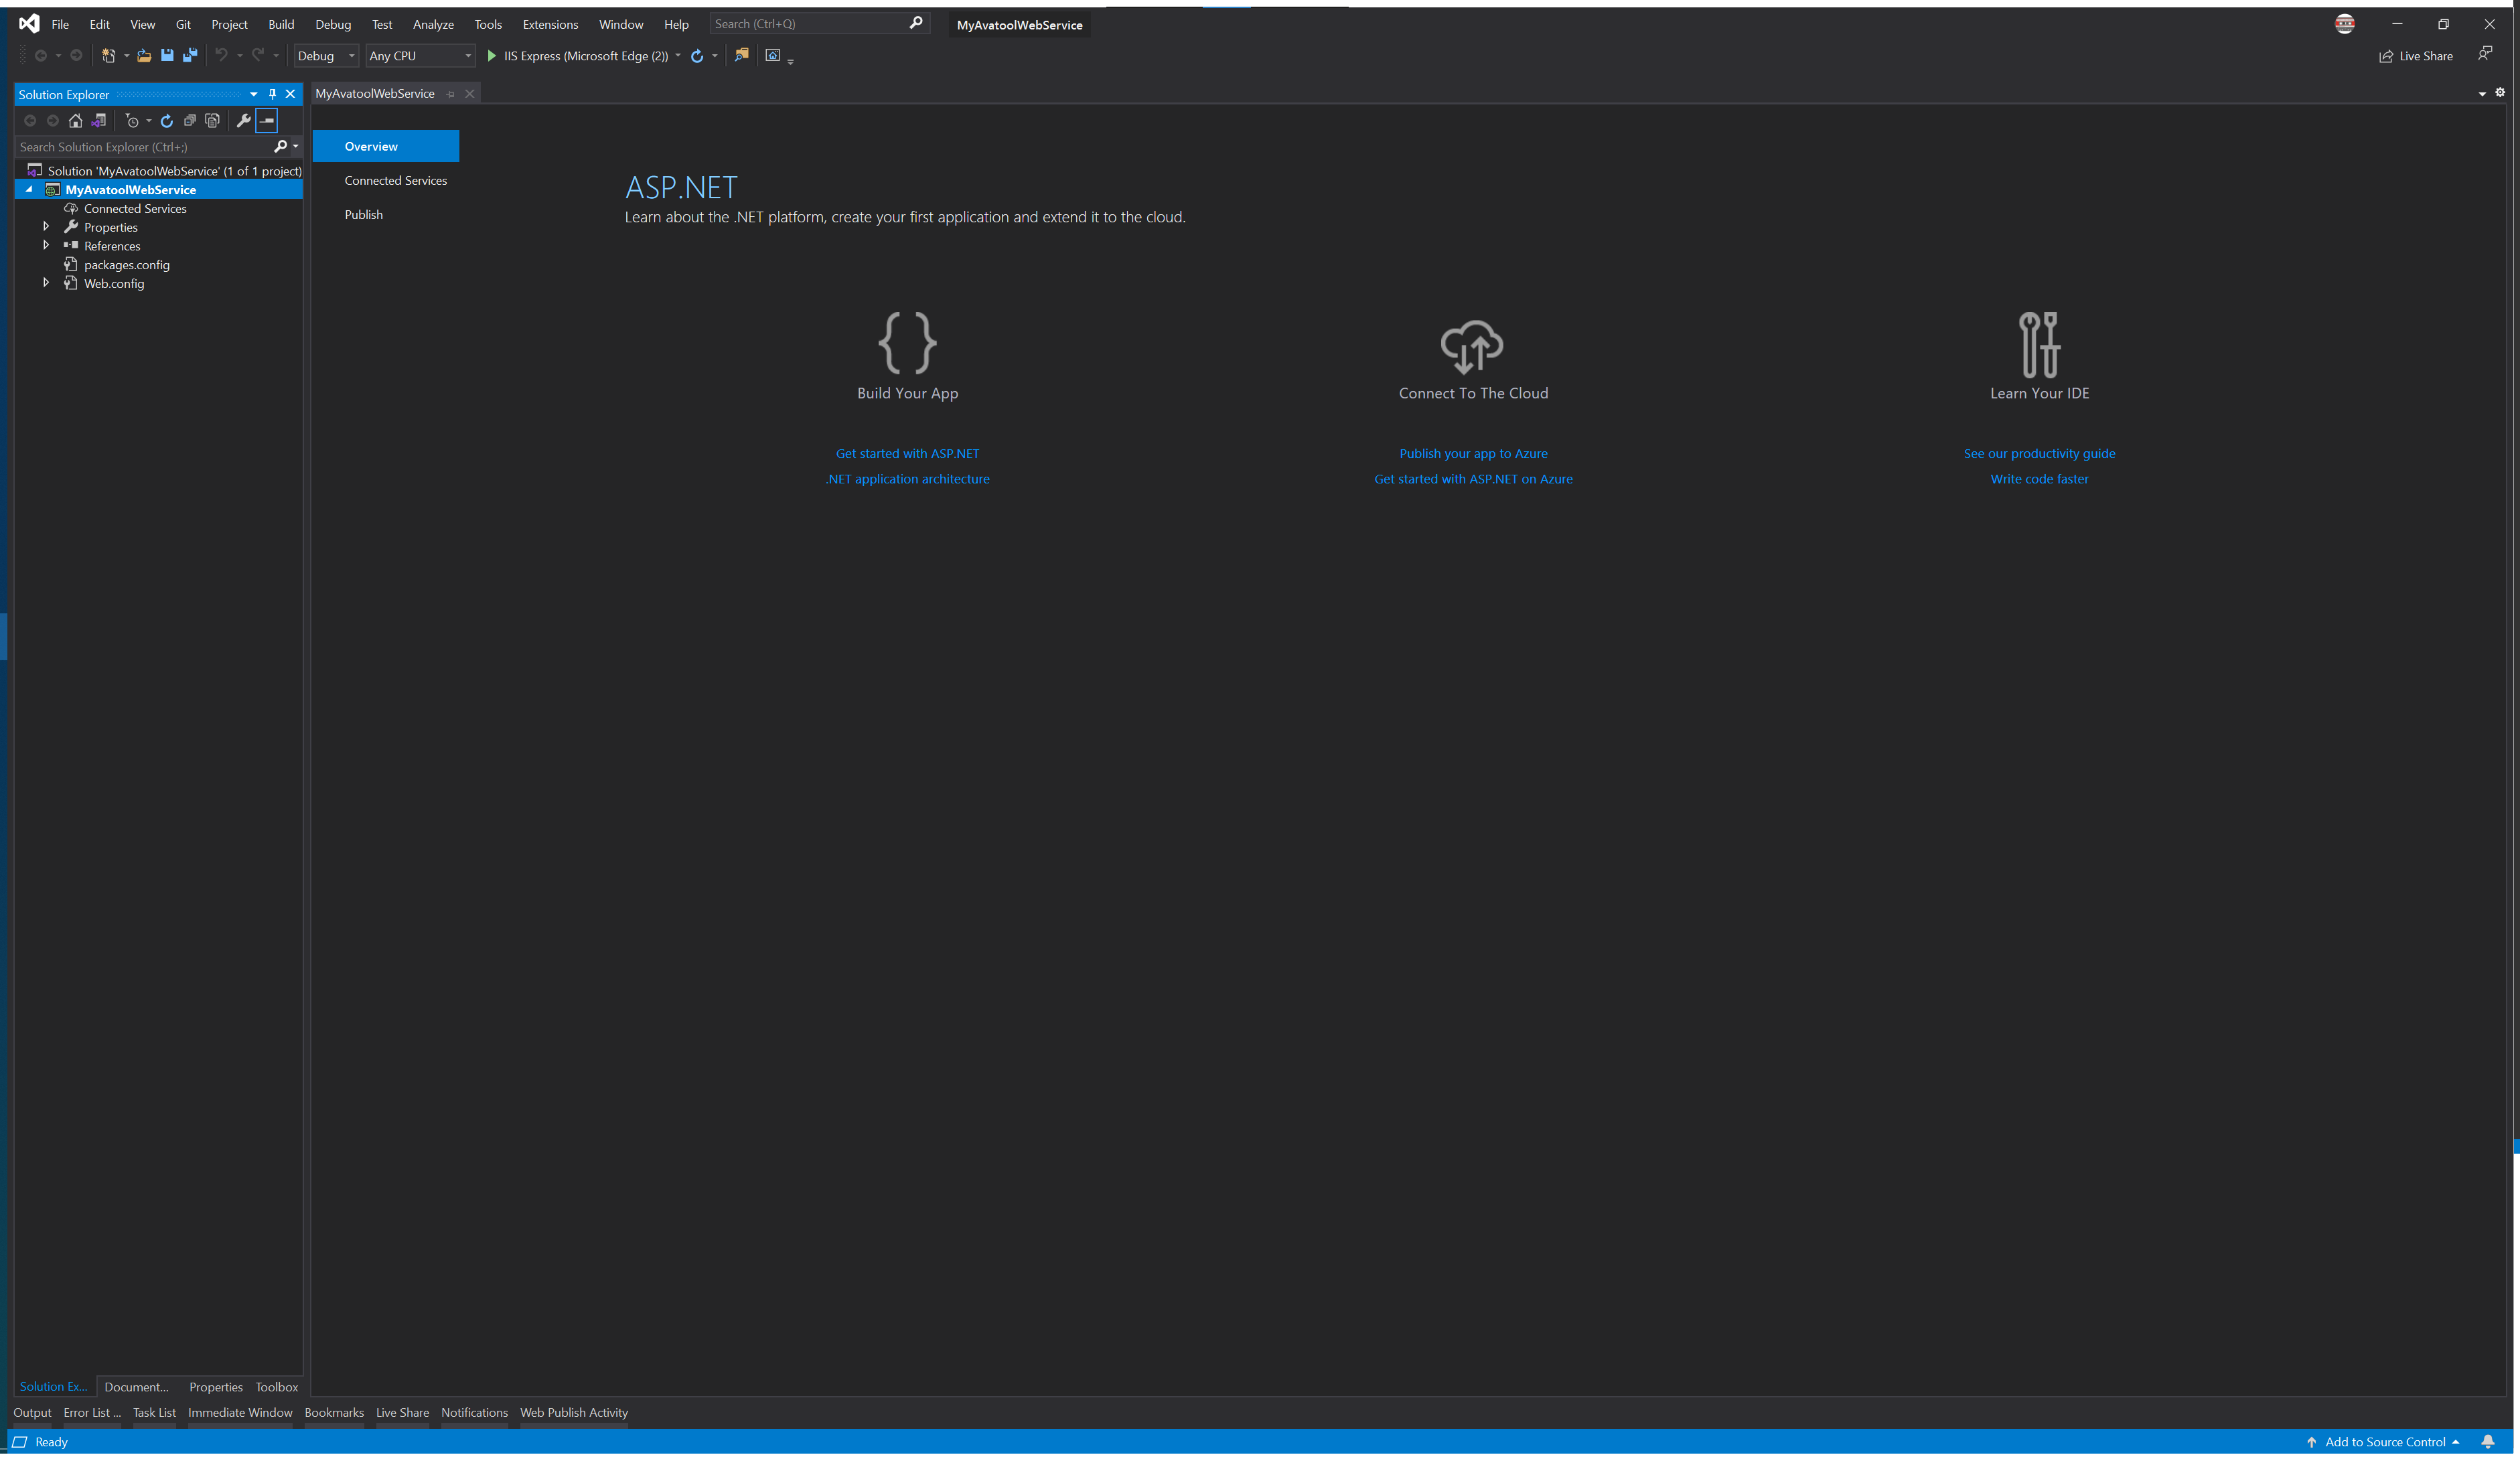 File Edit View Git Project Build Debug Test Analyze Tools Extensions Window Help Search (Ctrl+Q) MyAvatoolWebService
Debug Any CPU IIS Express (Microsoft Edge (2)) Live Share
Solution Explorer
Search Solution Explorer (Ctrl+;)
Solution 'MyAvatoolWebService' (1 of 1 project)
MyAvatoolWebService
Connected Services
Properties
References
packages.config
Web.config
MyAvatoolWebService
Overview
Connected Services
Publish
ASP.NET
Learn about the .NET platform, create your first application and extend it to the cloud.
Build Your App
Get started with ASP.NET
.NET application architecture
Connect To The Cloud
Publish your app to Azure
Get started with ASP.NET on Azure
Learn Your IDE
See our productivity guide
Write code faster
Solution Ex... Document... Properties Toolbox
Output Error List ... Task List Immediate Window Bookmarks Live Share Notifications Web Publish Activity
Ready Add to Source Control